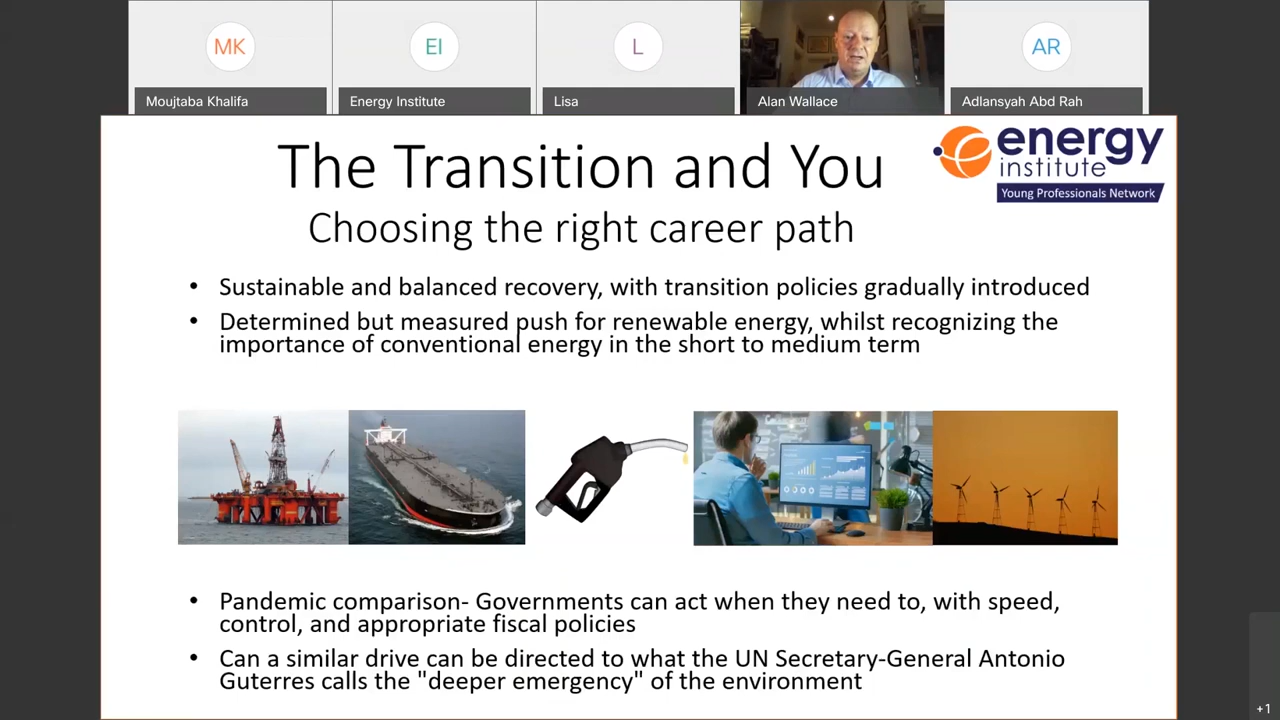 MK
EI
L
AR
Moujtaba Khalifa
Energy Institute
Lisa
Alan Wallace
Adlansyah Abd Rah
energy
institute
Young Professionals Network
The Transition and You
Choosing the right career path
• Sustainable and balanced recovery, with transition policies gradually introduced
• Determined but measured push for renewable energy, whilst recognizing the
importance of conventional energy in the short to medium term
• Pandemic comparison- Governments can act when they need to, with speed,
control, and appropriate fiscal policies
• Can a similar drive can be directed to what the UN Secretary-General Antonio
Guterres calls the "deeper emergency" of the environment
+1